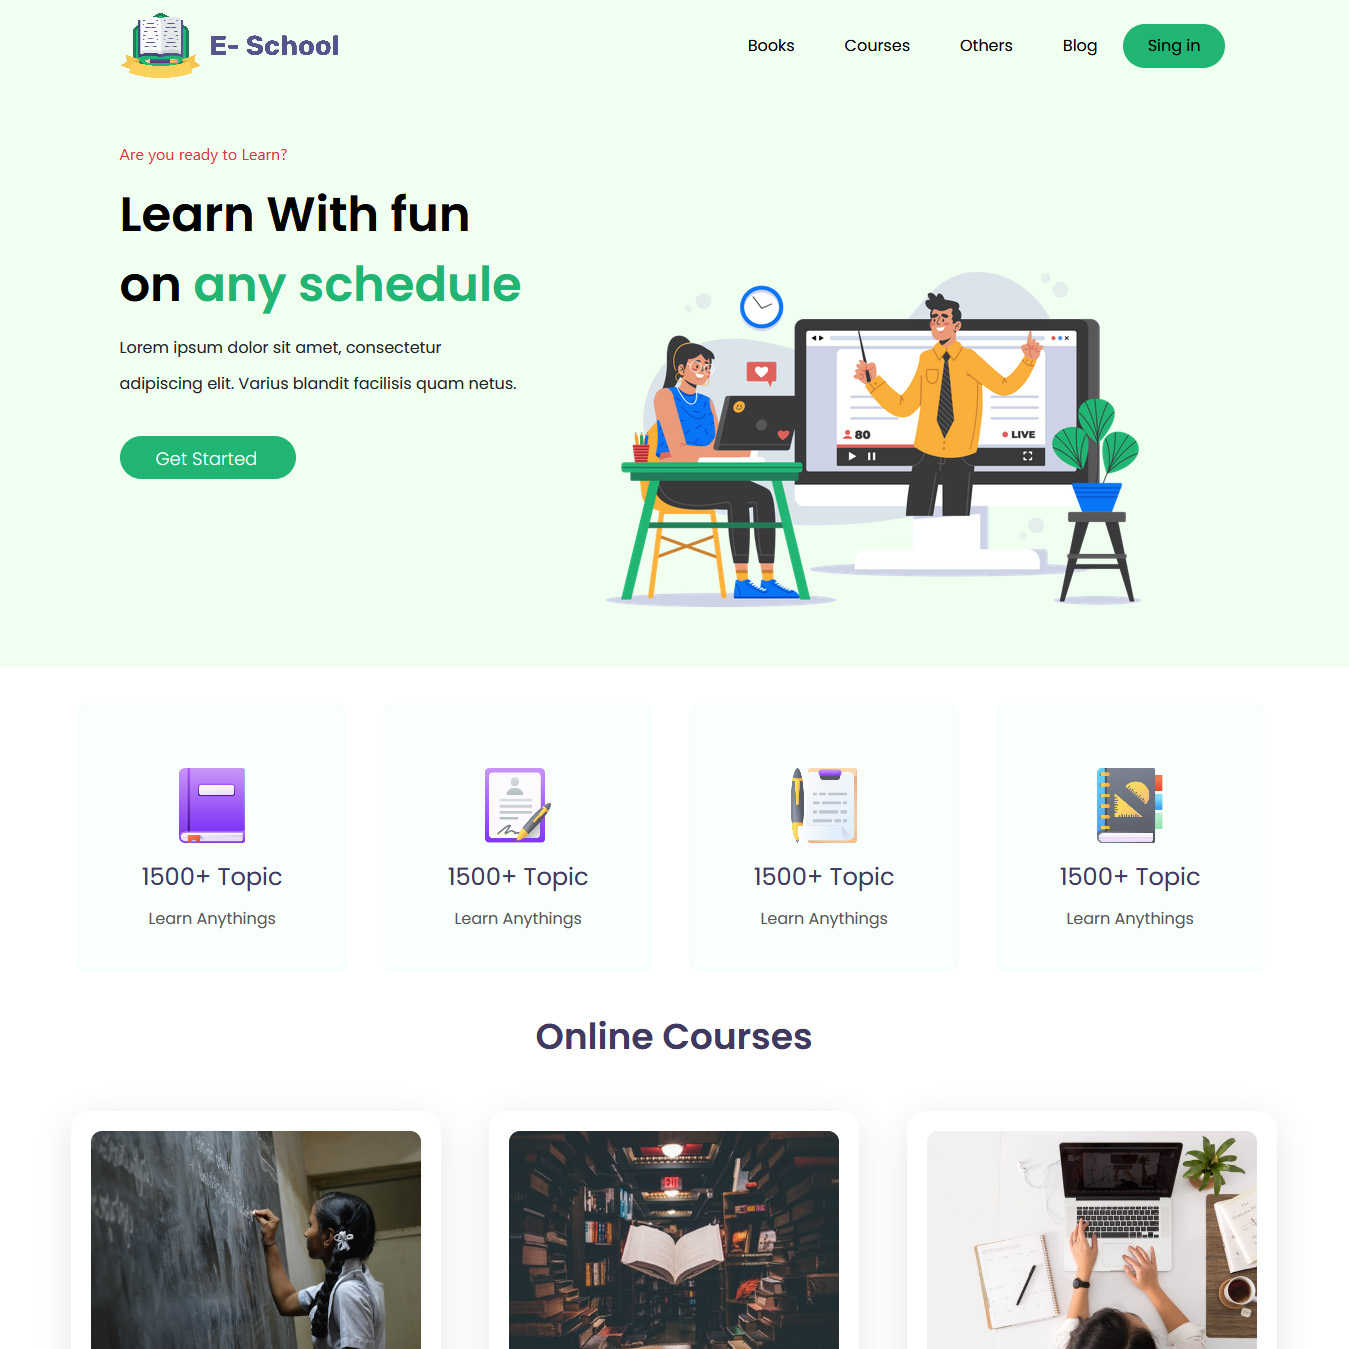 E- School
Books Courses Others Blog Sing in
Are you ready to Learn?
Learn With fun
on any schedule
Lorem ipsum dolor sit amet, consectetur
adipiscing elit. Varius blandit facilisis quam netus.
Get Started
80
LIVE
1500+ Topic
Learn Anythings
1500+ Topic
Learn Anythings
1500+ Topic
Learn Anythings
1500+ Topic
Learn Anythings
Online Courses
EXIT